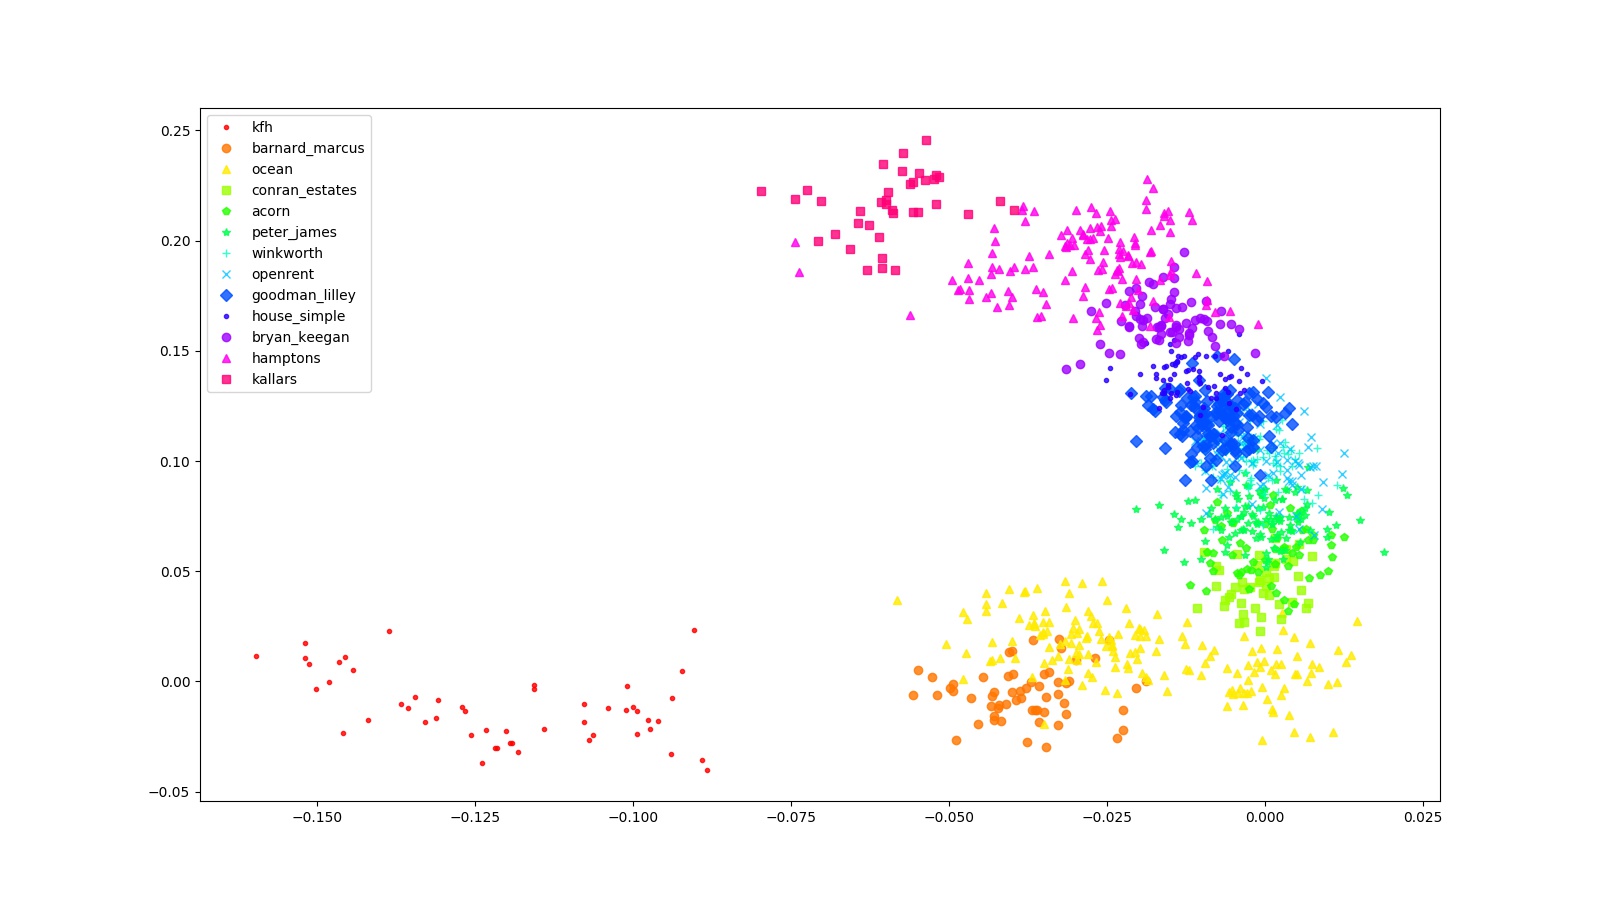 0.25
0.20
0.15
0.10
0.05
0.00
−0.05
kfh
barnard_marcus
ocean
conran_estates
acorn
peter_james
winkworth
openrent
goodman_lilley
house_simple
bryan_keegan
hamptons
kallars
−0.150 −0.125 −0.100 −0.075 −0.050 −0.025 0.000 0.025